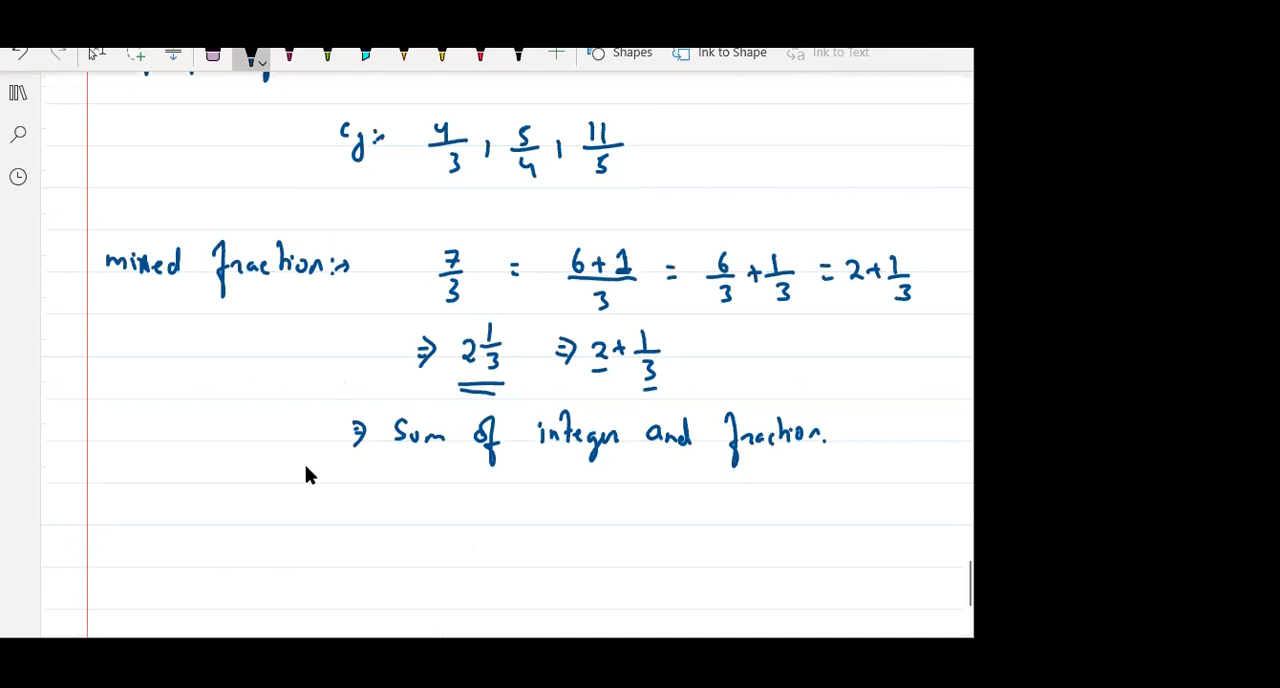 Shapes Ink to Shape Ink to Text
eg:- 4/3 , 5/4 , 11/5
mixed fraction:→ 7/3 = 6+1/3 = 6/3 + 1/3 = 2+1/3
⇒ 2 1/3 ⇒ 2 + 1/3
⇒ Sum of integer and fraction.